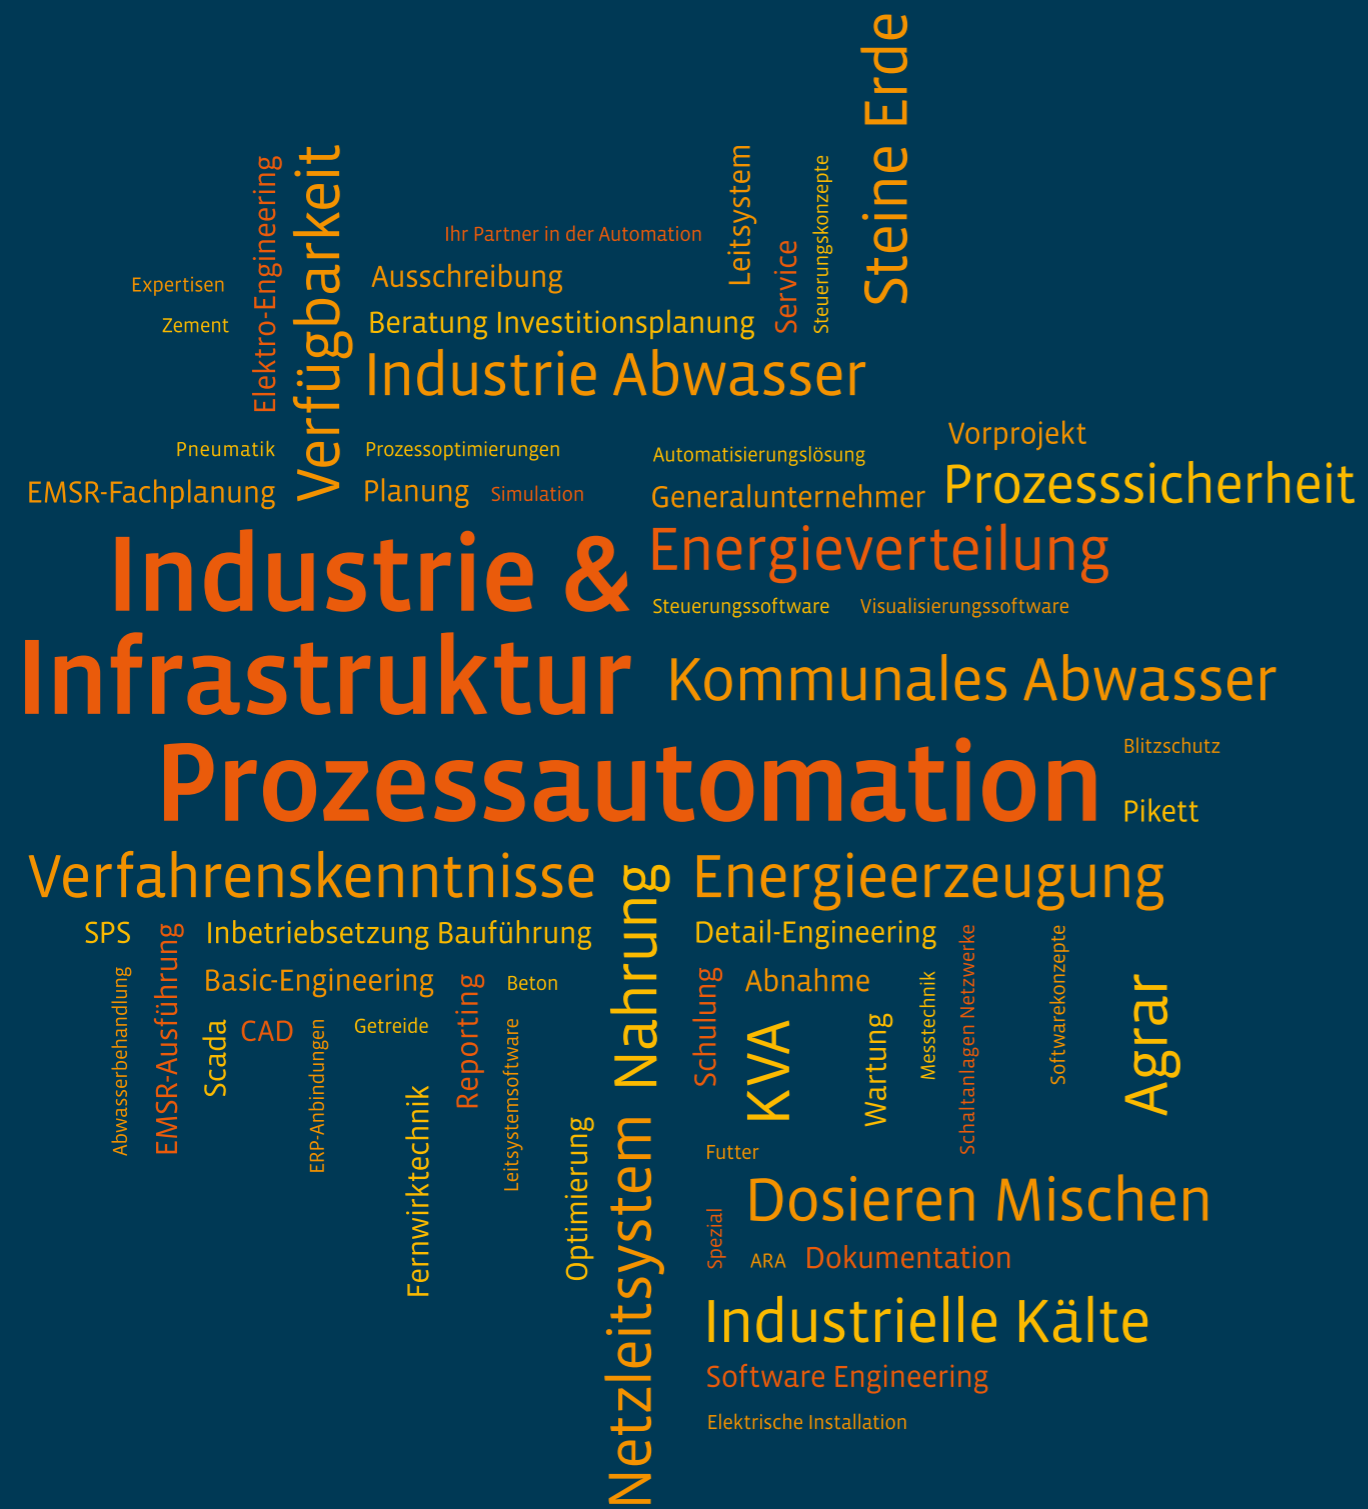 Steine Erde
Leitsystem
Verfügbarkeit
Elektro-Engineering
Steuerungskonzepte
Ihr Partner in der Automation
Service
Ausschreibung
Expertisen
Beratung Investitionsplanung
Zement
Industrie Abwasser
Vorprojekt
Pneumatik
Prozessoptimierungen
Automatisierungslösung
Prozesssicherheit
EMSR-Fachplanung
Planung
Simulation
Generalunternehmer
Energieverteilung
Industrie &
Steuerungssoftware
Visualisierungssoftware
Infrastruktur
Kommunales Abwasser
Blitzschutz
Prozessautomation
Pikett
Verfahrenskenntnisse
Nahrung
Energieerzeugung
SPS
EMSR-Ausführung
Inbetriebsetzung Bauführung
Detail-Engineering
Schaltanlagen Netzwerke
Softwarekonzepte
Abwasserbehandlung
Basic-Engineering
Reporting
Beton
Schulung
Abnahme
Messtechnik
Agrar
Scada
CAD
ERP-Anbindungen
Getreide
Leitsystemsoftware
KVA
Wartung
Fernwirktechnik
Optimierung
Netzleitsystem
Futter
Dosieren Mischen
Spezial
ARA
Dokumentation
Industrielle Kälte
Software Engineering
Elektrische Installation